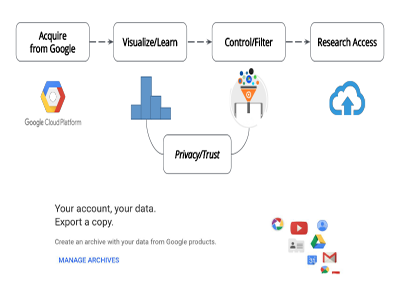 Acquire
from Google
Visualize/Learn
Control/Filter
Research Access
Google Cloud Platform
Privacy/Trust
Your account, your data.
Export a copy.
Create an archive with your data from Google products.
MANAGE ARCHIVES